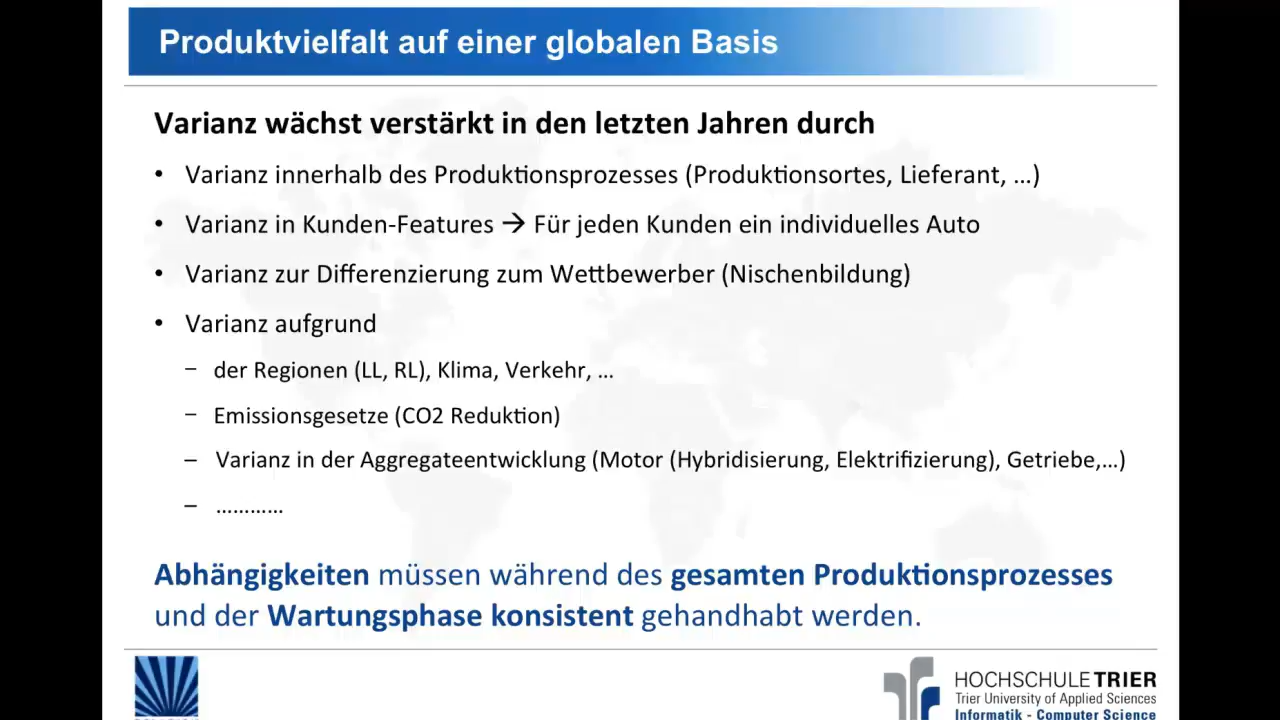 Produktvielfalt auf einer globalen Basis
Varianz wächst verstärkt in den letzten Jahren durch
• Varianz innerhalb des Produktionsprozesses (Produktionsortes, Lieferant, ...)
• Varianz in Kunden-Features → Für jeden Kunden ein individuelles Auto
• Varianz zur Differenzierung zum Wettbewerber (Nischenbildung)
• Varianz aufgrund
– der Regionen (LL, RL), Klima, Verkehr, ...
– Emissionsgesetze (CO2 Reduktion)
– Varianz in der Aggregateentwicklung (Motor (Hybridisierung, Elektrifizierung), Getriebe,...)
– ............
Abhängigkeiten müssen während des gesamten Produktionsprozesses
und der Wartungsphase konsistent gehandhabt werden.
HOCHSCHULE TRIER
Trier University of Applied Sciences
Informatik - Computer Science